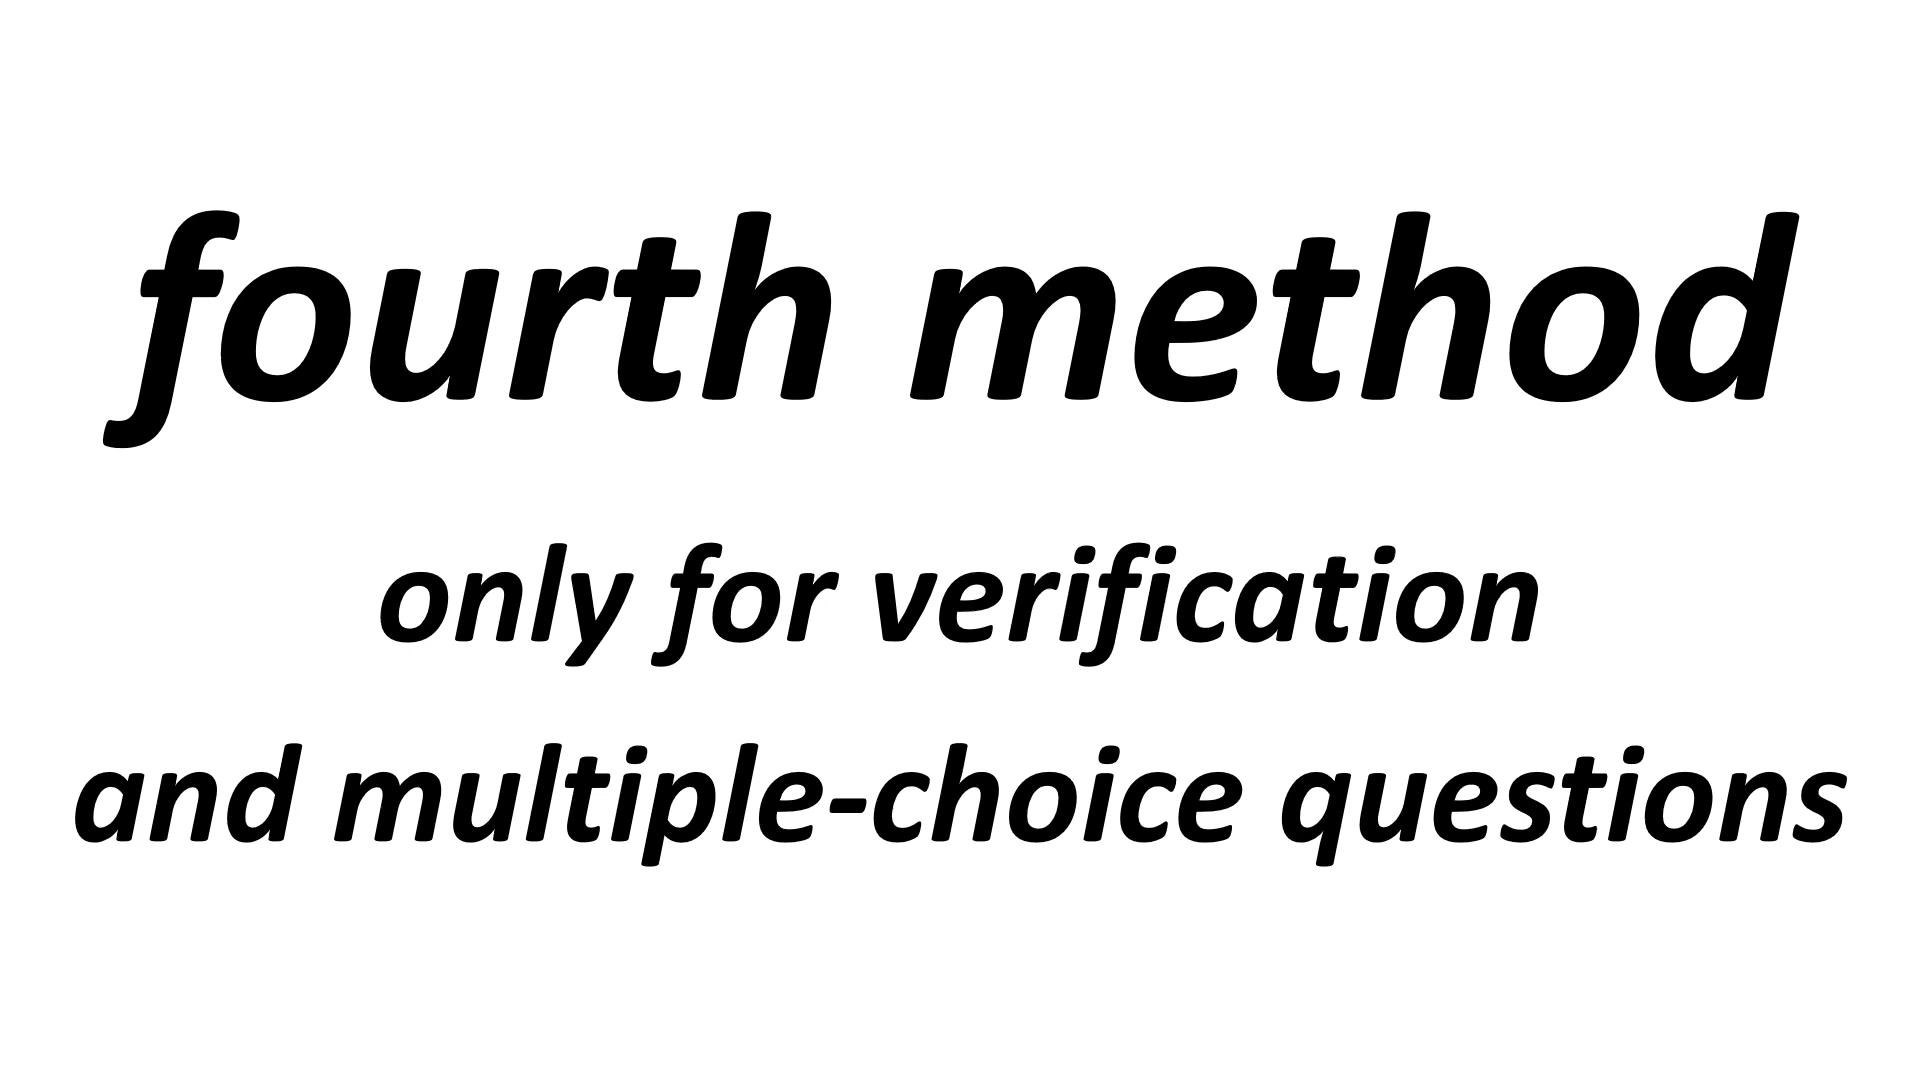 fourth method
only for verification
and multiple-choice questions